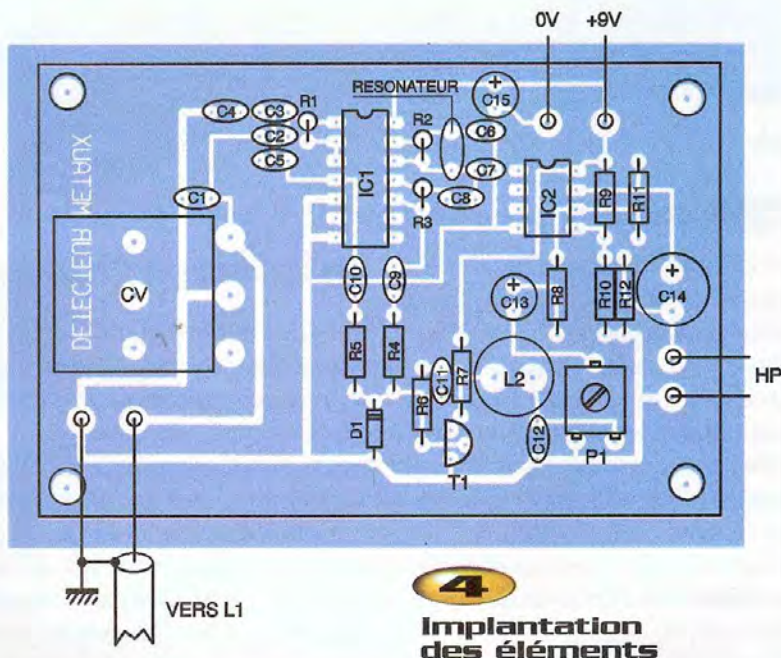 0V
+9V
RESONATEUR
C15
C4
C3
R1
R2
C6
C2
C5
IC1
C7
C8
R3
IC2
R9
R11
C1
DETECTEUR METAUX
CV
C10
C9
C13
R8
R10
R12
C14
R5
R4
L2
HP
R6
C11
R7
D1
T1
C12
P1
VERS L1
4
Implantation
des éléments